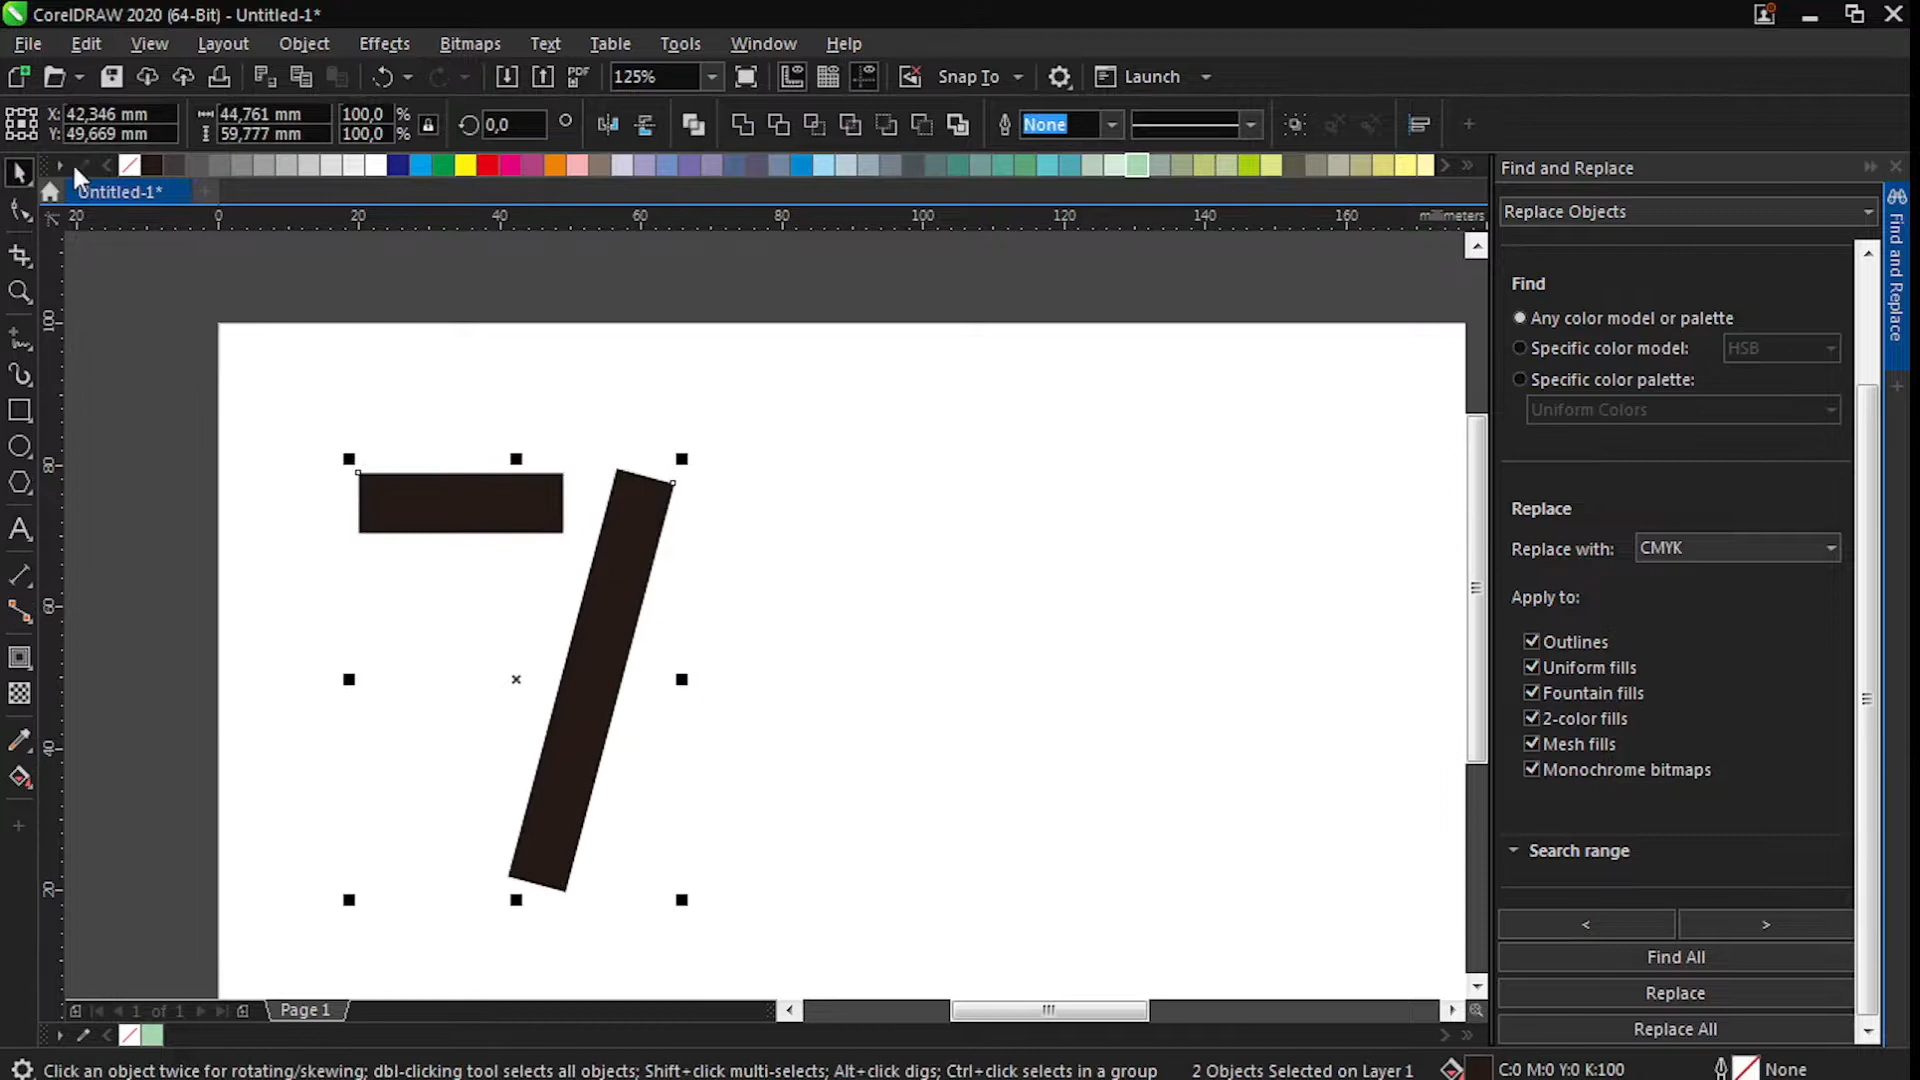 CorelDRAW 2020 (64-Bit) - Untitled-1*
File Edit View Layout Object Effects Bitmaps Text Table Tools Window Help
PDF 125% Snap To Launch
X: 42,346 mm 44,761 mm 100,0 % 0,0 None
Y: 49,669 mm 59,777 mm 100,0 %
Untitled-1*
20 0 20 40 60 80 100 120 140 160 millimeters
100
80
60
40
20
Find and Replace
Replace Objects
Find
Any color model or palette
Specific color model: HSB
Specific color palette:
Uniform Colors
Replace
Replace with: CMYK
Apply to:
Outlines
Uniform fills
Fountain fills
2-color fills
Mesh fills
Monochrome bitmaps
Search range
< >
Find All
Replace
Replace All
Find and Replace
1 of 1 Page 1
Click an object twice for rotating/skewing; dbl-clicking tool selects all objects; Shift+click multi-selects; Alt+click digs; Ctrl+click selects in a group 2 Objects Selected on Layer 1 C:0 M:0 Y:0 K:100 None